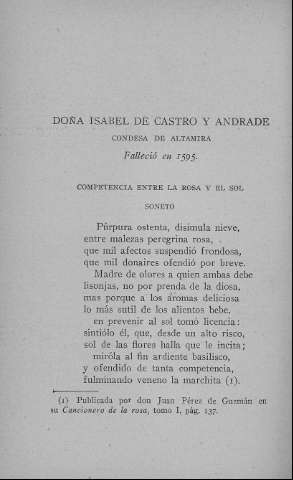 DOÑA ISABEL DE CASTRO Y ANDRADE
CONDESA DE ALTAMIRA
Falleció en 1595.
COMPETENCIA ENTRE LA ROSA Y EL SOL
SONETO
Púrpura ostenta, disimula nieve,
entre malezas peregrina rosa,
que mil afectos suspendió frondosa,
que mil donaires ofendió por breve.
Madre de olores a quien ambas debe
lisonjas, no por prenda de la diosa,
mas porque a los áromas deliciosa
lo más sutil de los alientos bebe.
en prevenir al sol tomó licencia:
sintiólo él, que, desde un alto risco,
sol de las flores halla que le incita;
miróla al fin ardiente basilisco,
y ofendido de tanta competencia,
fulminando veneno la marchita (1).
(1) Publicada por don Juan Pérez de Guzmán en
su Cancionero de la rosa, tomo I, pág. 137.